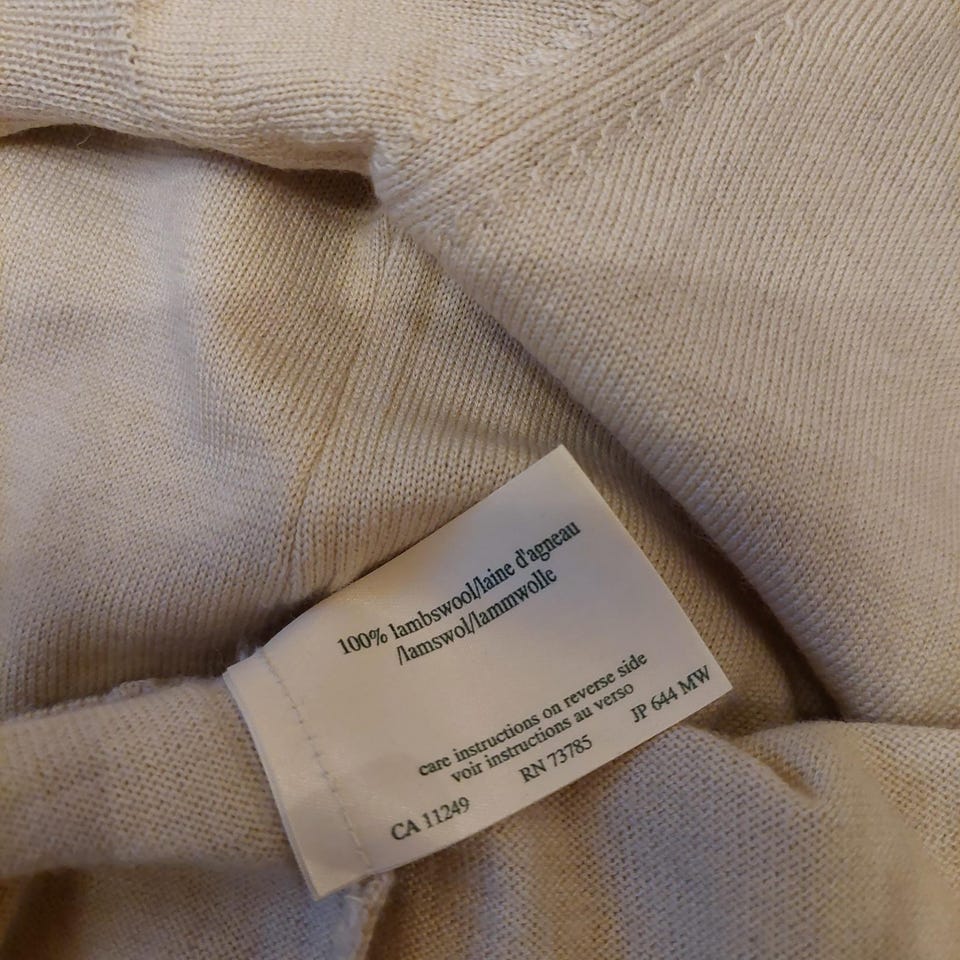 100% lambswool/laine d'agneau
/lamswol/lammwolle
care instructions on reverse side
voir instructions au verso
CA 11249 RN 73785 JP 644 MW